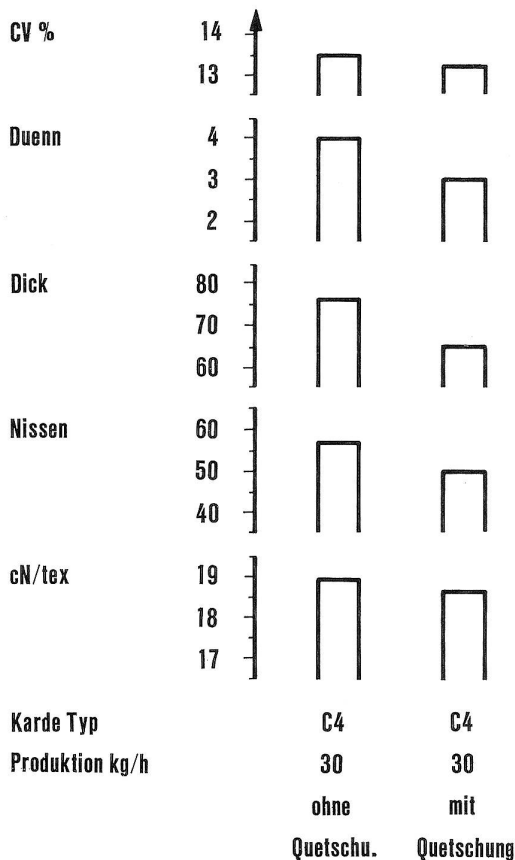 CV % 14
13
Duenn 4
3
2
Dick 80
70
60
Nissen 60
50
40
cN/tex 19
18
17
Karde Typ C4 C4
Produktion kg/h 30 30
ohne mit
Quetschu. Quetschung